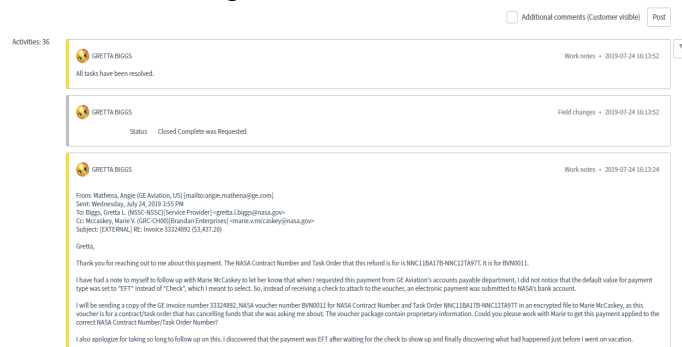 Additional comments (Customer visible) Post
Activities: 36
GRETTA BIGGS Work notes • 2019-07-24 16:13:52
All tasks have been resolved.
GRETTA BIGGS Field changes • 2019-07-24 16:13:52
Status Closed Complete was Requested
GRETTA BIGGS Work notes • 2019-07-24 16:13:24
From: Mathena, Angie (GE Aviation, US) [mailto:angie.mathena@ge.com]
Sent: Wednesday, July 24, 2019 3:55 PM
To: Biggs, Gretta L. (NSSC-NSSC)[Service Provider] <gretta.l.biggs@nasa.gov>
Cc: Mccaskey, Marie V. (GRC-CH00)[Brandan Enterprises] <marie.v.mccaskey@nasa.gov>
Subject: [EXTERNAL] RE: Invoice 33324892 ($3,437.20)
Gretta,
Thank you for reaching out to me about this payment. The NASA Contract Number and Task Order that this refund is for is NNC11BA17B-NNC12TA97T. It is for BVN0011.
I have had a note to myself to follow up with Marie McCaskey to let her know that when I requested this payment from GE Aviation's accounts payable department, I did not notice that the default value for payment
type was set to "EFT" instead of "Check", which I meant to select. So, instead of receiving a check to attach to the voucher, an electronic payment was submitted to NASA's bank account.
I will be sending a copy of the GE invoice number 33324892, NASA voucher number BVN0011 for NASA Contract Number and Task Order NNC11BA17B-NNC12TA97T in an encrypted file to Marie McCaskey, as this
voucher is for a contract/task order that has cancelling funds that she was asking me about. The voucher package contain proprietary information. Could you please work with Marie to get this payment applied to the
correct NASA Contract Number/Task Order Number?
I also apologize for taking so long to follow up on this. I discovered that the payment was EFT after waiting for the check to show up and finally discovering what had happened just before I went on vacation.